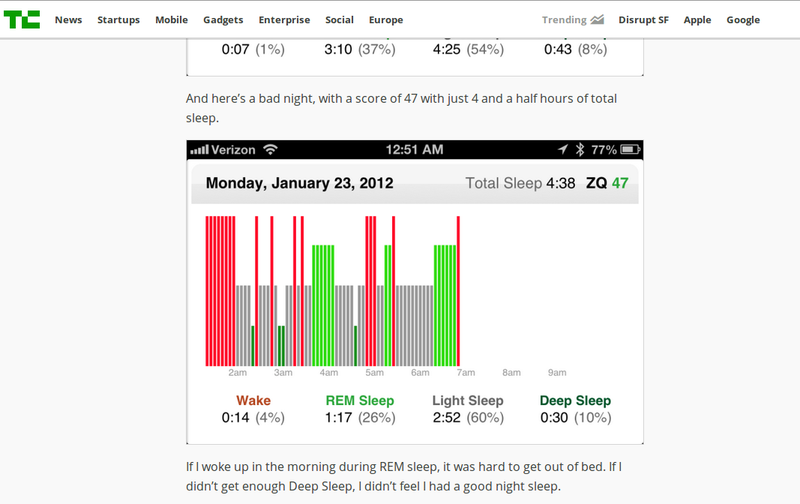 TC News Startups Mobile Gadgets Enterprise Social Europe Trending Disrupt SF Apple Google
0:07 (1%) 3:10 (37%) 4:25 (54%) 0:43 (8%)
And here's a bad night, with a score of 47 with just 4 and a half hours of total
sleep.
Verizon 12:51 AM 77%
Monday, January 23, 2012 Total Sleep 4:38 ZQ 47
2am 3am 4am 5am 6am 7am 8am 9am
Wake REM Sleep Light Sleep Deep Sleep
0:14 (4%) 1:17 (26%) 2:52 (60%) 0:30 (10%)
If I woke up in the morning during REM sleep, it was hard to get out of bed. If I
didn't get enough Deep Sleep, I didn't feel I had a good night sleep.